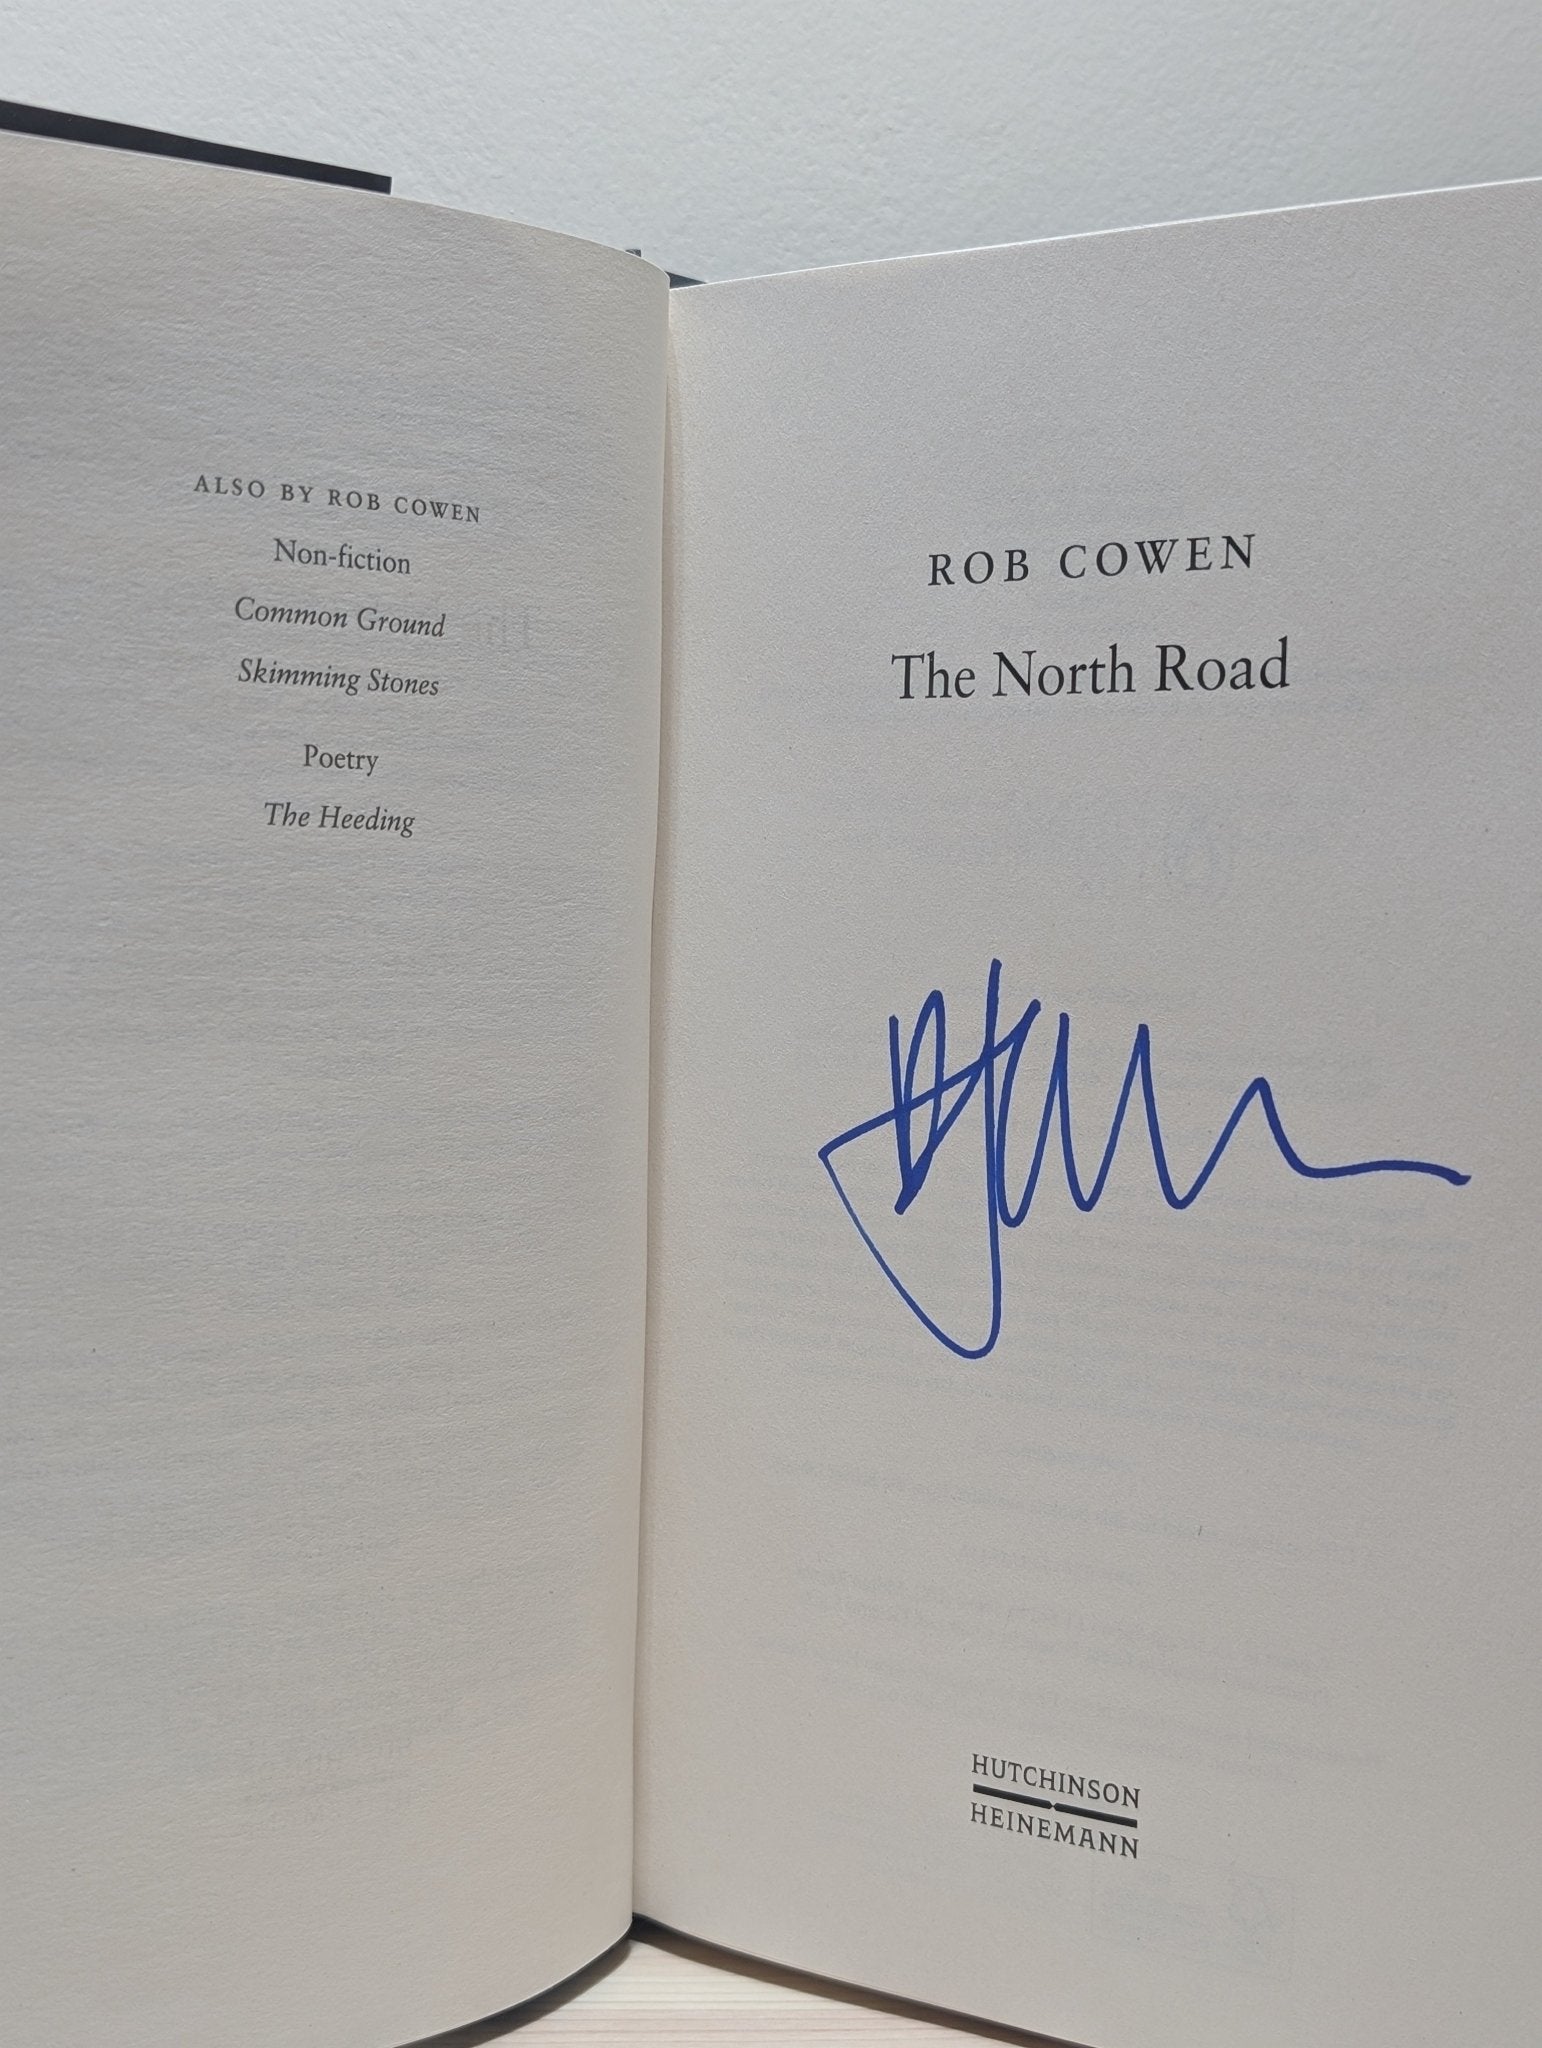 ALSO BY ROB COWEN
Non-fiction
Common Ground
Skimming Stones
Poetry
The Heeding
ROB COWEN
The North Road
HUTCHINSON
HEINEMANN